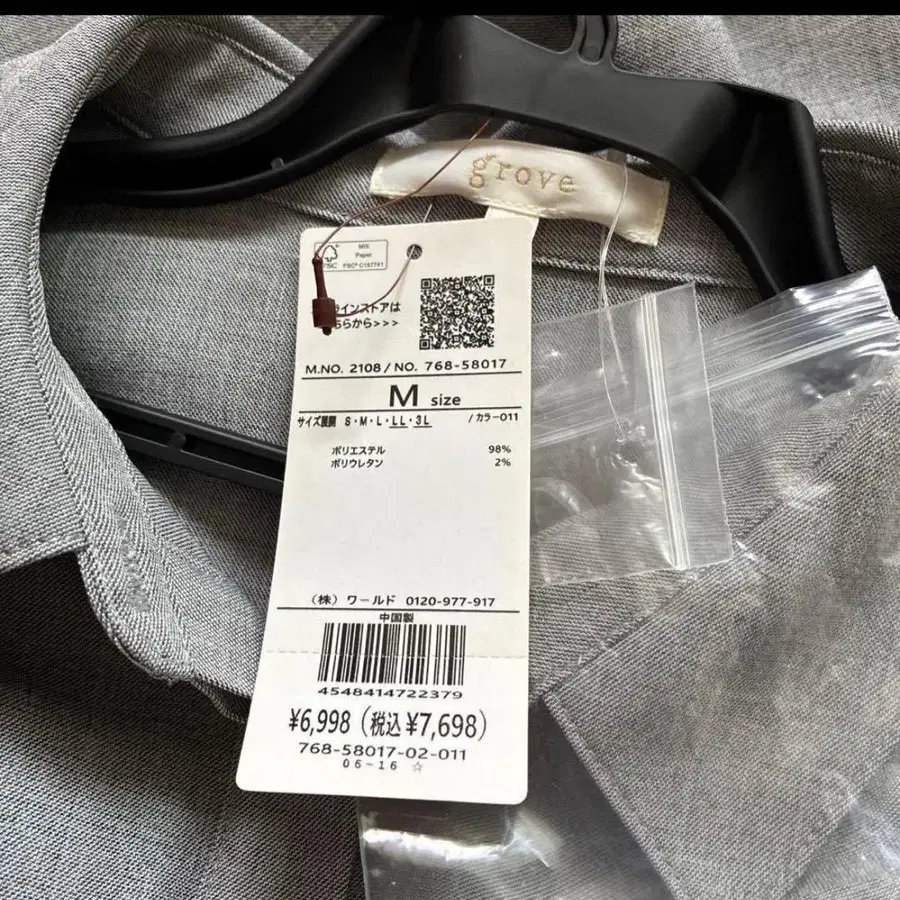 grove
MIX
Paper
FSC® C157741
FSC
ラインストアは
ちらから>>>
M.NO. 2108 / NO. 768-58017
M size
サイズ展開 S・M・L・LL・3L /カラー011
ポリエステル 98%
ポリウレタン 2%
(株) ワールド 0120-977-917
中国製
4548414722379
¥6,998 (税込¥7,698)
768-58017-02-011
05-16 ☆